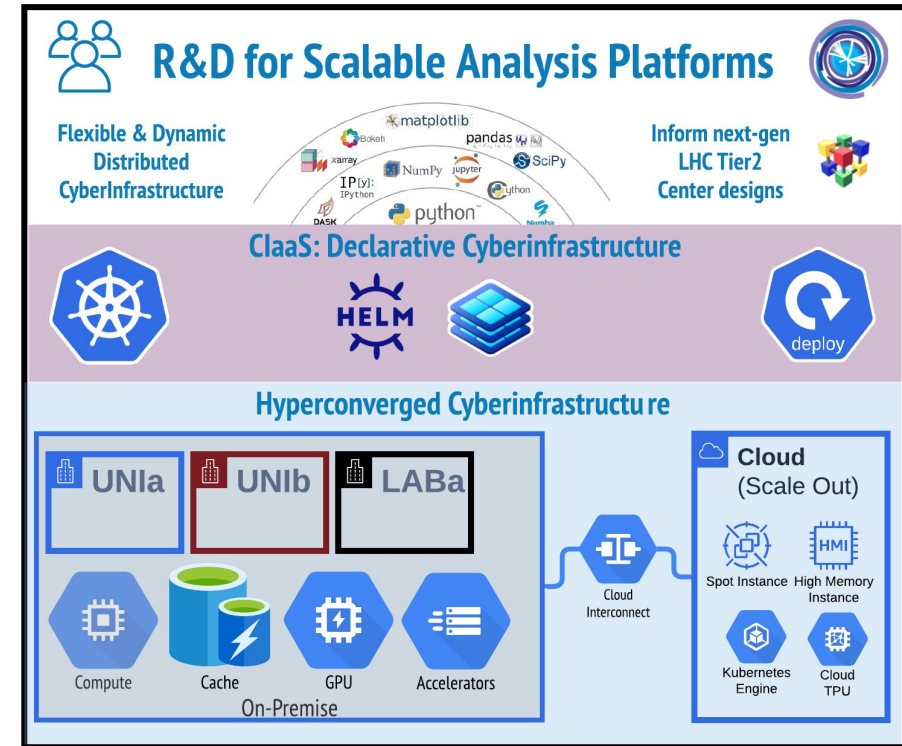 R&D for Scalable Analysis Platforms
Flexible & Dynamic
Distributed
CyberInfrastructure
matplotlib
Bokeh
pandas
xarray
NumPy
jupyter
SciPy
IP[y]:
IPython
Cython
DASK
python™
Numba
Inform next-gen
LHC Tier2
Center designs
CIaaS: Declarative Cyberinfrastructure
HELM
deploy
Hyperconverged Cyberinfrastructure
UNIa
UNIb
LABa
Compute
Cache
GPU
Accelerators
On-Premise
Cloud
Interconnect
Cloud
(Scale Out)
HMI
Spot Instance
High Memory
Instance
Kubernetes
Engine
Cloud
TPU